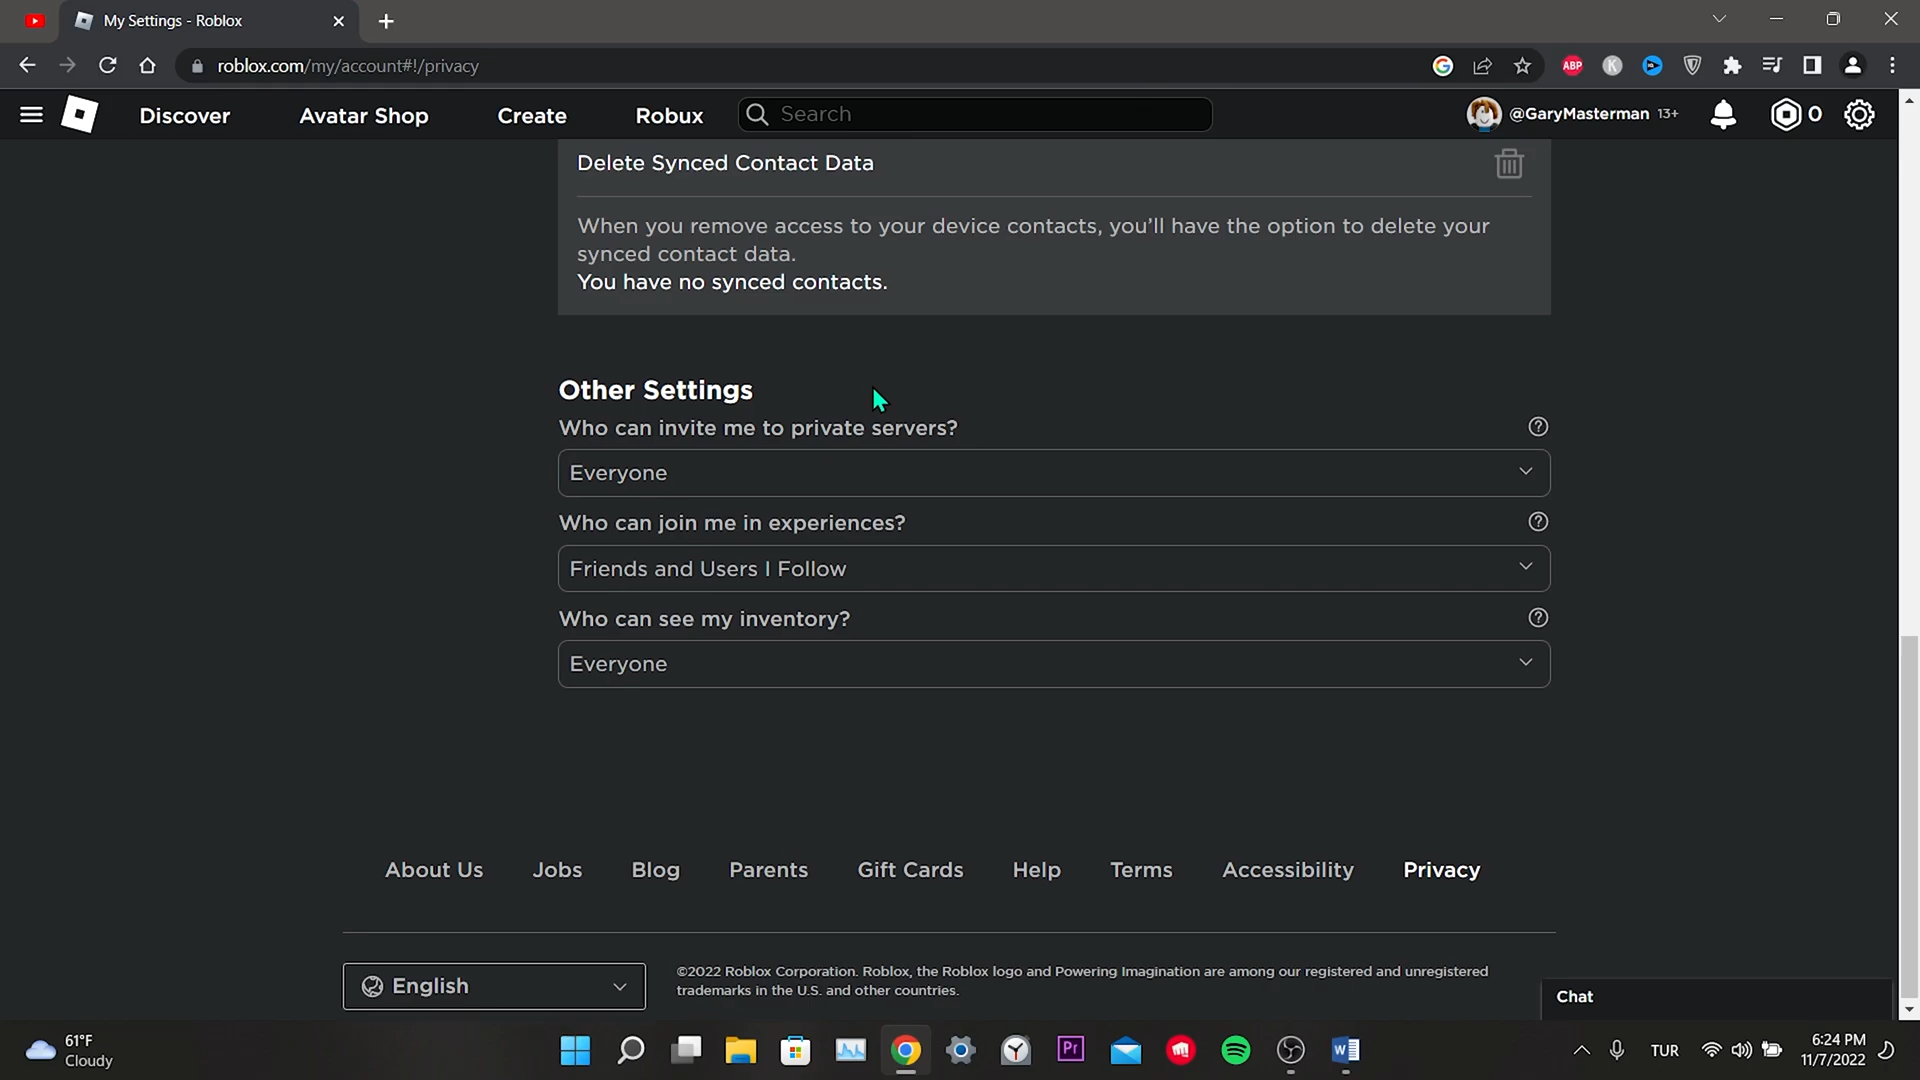 My Settings - Roblox
roblox.com/my/account#!/privacy
ABP
K
Discover
Avatar Shop
Create
Robux
Search
@GaryMasterman 13+
0
Delete Synced Contact Data
When you remove access to your device contacts, you’ll have the option to delete your
synced contact data.
You have no synced contacts.
Other Settings
Who can invite me to private servers?
Everyone
Who can join me in experiences?
Friends and Users I Follow
Who can see my inventory?
Everyone
About Us
Jobs
Blog
Parents
Gift Cards
Help
Terms
Accessibility
Privacy
English
©2022 Roblox Corporation. Roblox, the Roblox logo and Powering Imagination are among our registered and unregistered
trademarks in the U.S. and other countries.
Chat
61°F
Cloudy
Pr
W
TUR
6:24 PM
11/7/2022